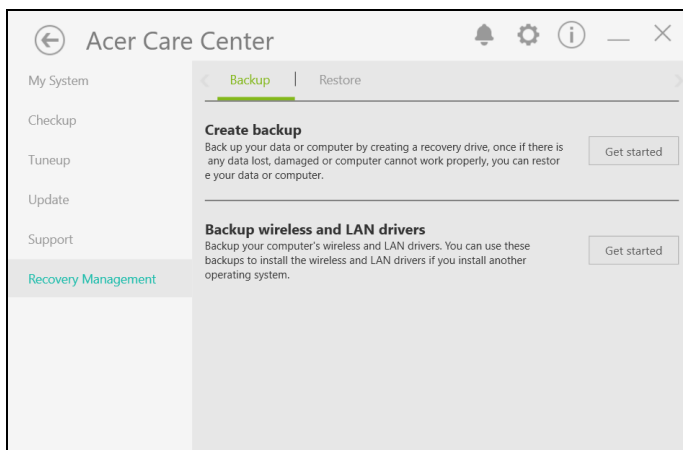 Acer Care Center
My System
Checkup
Tuneup
Update
Support
Recovery Management
Backup | Restore
Create backup
Back up your data or computer by creating a recovery drive, once if there is
any data lost, damaged or computer cannot work properly, you can restor
e your data or computer.
Get started
Backup wireless and LAN drivers
Backup your computer's wireless and LAN drivers. You can use these
backups to install the wireless and LAN drivers if you install another
operating system.
Get started